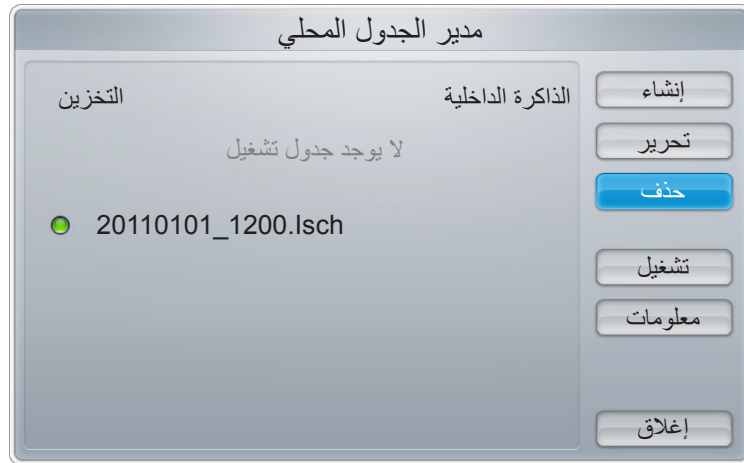 مدير الجدول المحلي
الذاكرة الداخلية التخزين
لا يوجد جدول تشغيل
20110101_1200.lsch
إنشاء
تحرير
حذف
تشغيل
معلومات
إغلاق